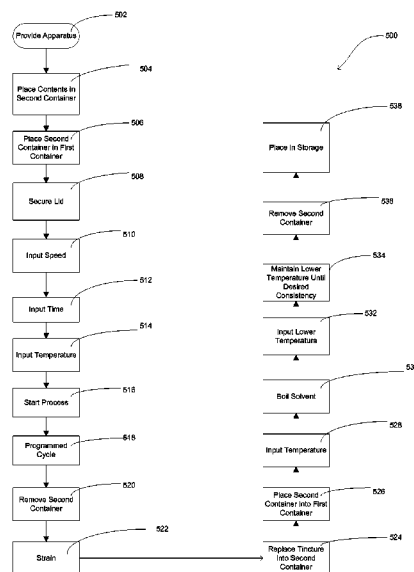 502
Provide Apparatus
504
Place Contents in
Second Container
506
Place Second
Container in First
Container
508
Secure Lid
510
Input Speed
512
Input Time
514
Input Temperature
516
Start Process
518
Programmed
Cycle
520
Remove Second
Container
522
Strain
500
538
Place In Storage
538
Remove Second
Container
534
Maintain Lower
Temperature Until
Desired
Consistency
532
Input Lower
Temperature
53
Boil Solvent
528
Input Temperature
526
Place Second
Container into First
Container
524
Replace Tincture
into Second
Container